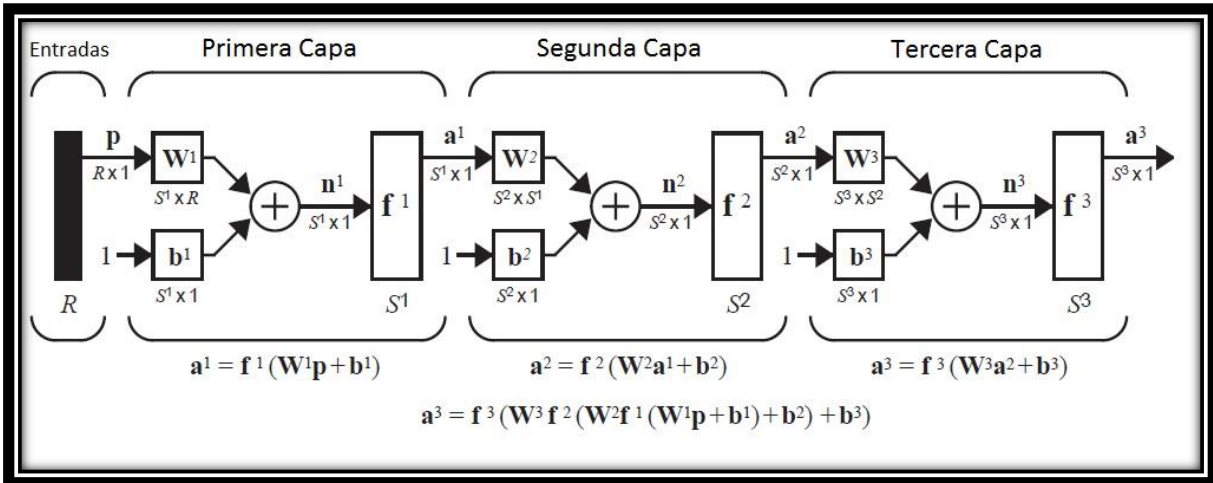 Entradas Primera Capa Segunda Capa Tercera Capa
p a¹ a² a³
R x 1 W¹ S¹ x 1 W² S² x 1 W³ S³ x 1
S¹ x R n¹ S² x S¹ n² S³ x S² n³
+ S¹ x 1 f ¹ + S² x 1 f ² + S³ x 1 f ³
1 b¹ 1 b² 1 b³
R S¹ x 1 S¹ S² x 1 S² S³ x 1 S³
a¹ = f ¹ (W¹p + b¹) a² = f ² (W²a¹ + b²) a³ = f ³ (W³a² + b³)
a³ = f ³ (W³ f ² (W²f ¹ (W¹p + b¹) + b²) + b³)